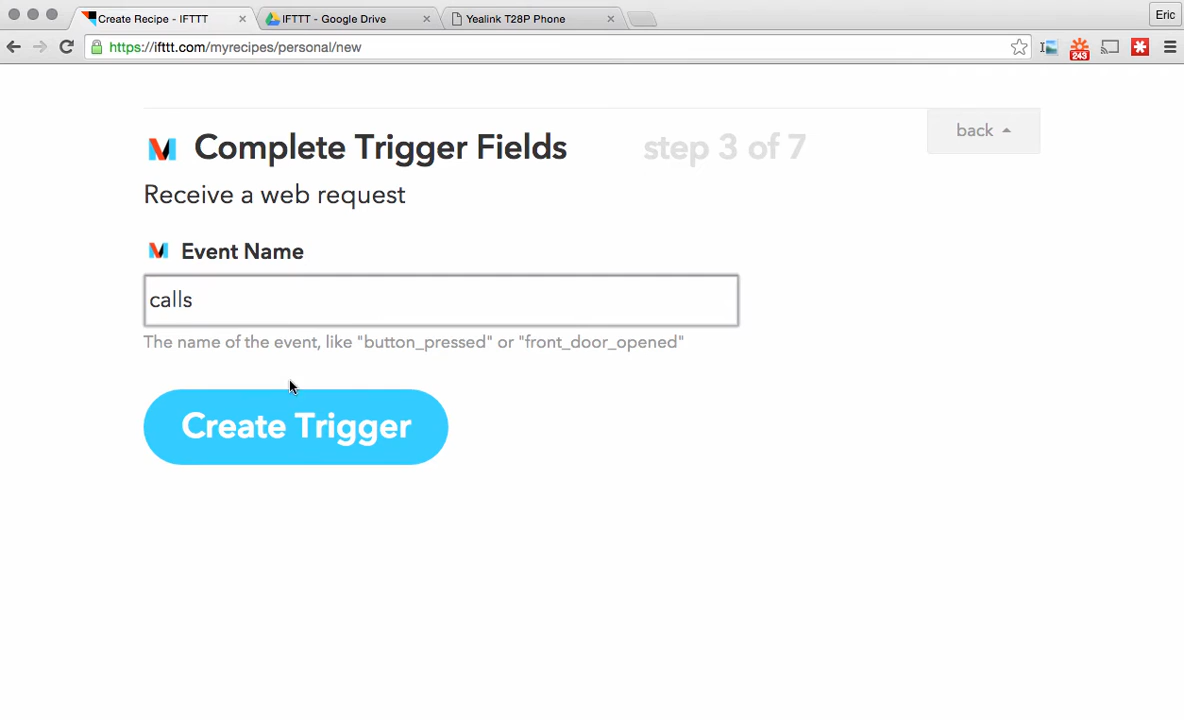 Create Recipe - IFTTT
IFTTT - Google Drive
Yealink T28P Phone
Eric
https://ifttt.com/myrecipes/personal/new
243
back
Complete Trigger Fields
step 3 of 7
Receive a web request
Event Name
calls
The name of the event, like "button_pressed" or "front_door_opened"
Create Trigger